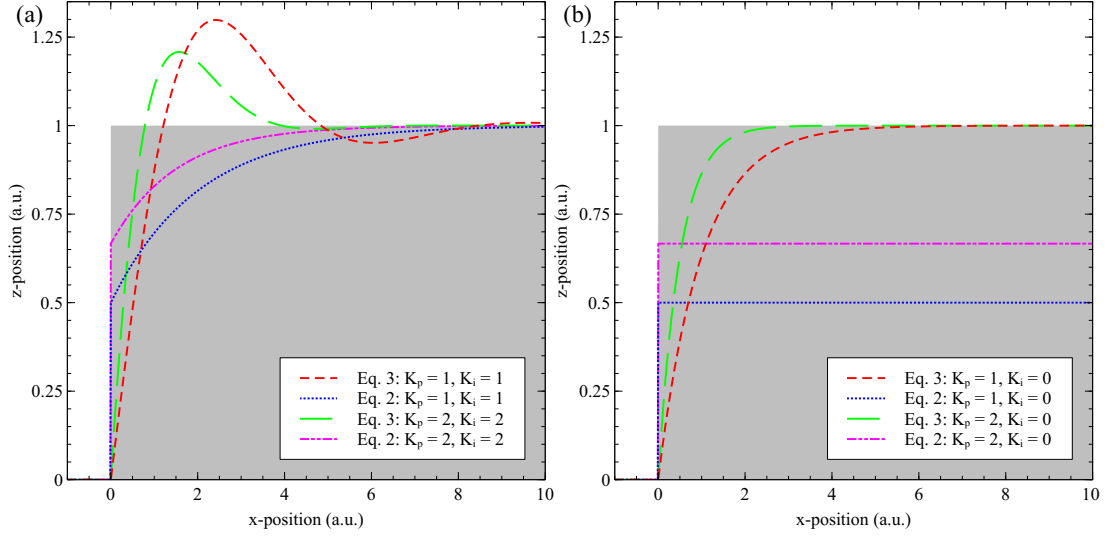 (a)
1.25
1
0.75
0.5
0.25
0
z-position (a.u.)
0 2 4 6 8 10
x-position (a.u.)
Eq. 3: Kp = 1, Ki = 1
Eq. 2: Kp = 1, Ki = 1
Eq. 3: Kp = 2, Ki = 2
Eq. 2: Kp = 2, Ki = 2
(b)
1.25
1
0.75
0.5
0.25
0
z-position (a.u.)
0 2 4 6 8 10
x-position (a.u.)
Eq. 3: Kp = 1, Ki = 0
Eq. 2: Kp = 1, Ki = 0
Eq. 3: Kp = 2, Ki = 0
Eq. 2: Kp = 2, Ki = 0